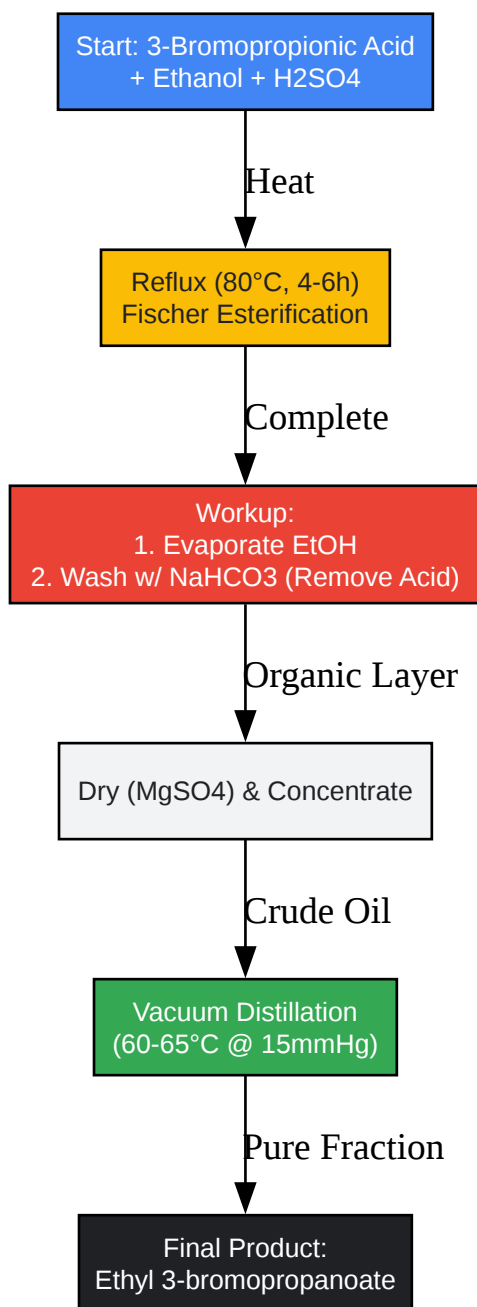 Start: 3-Bromopropionic Acid
+ Ethanol + H2SO4
Heat
Reflux (80°C, 4-6h)
Fischer Esterification
Complete
Workup:
1. Evaporate EtOH
2. Wash w/ NaHCO3 (Remove Acid)
Organic Layer
Dry (MgSO4) & Concentrate
Crude Oil
Vacuum Distillation
(60-65°C @ 15mmHg)
Pure Fraction
Final Product:
Ethyl 3-bromopropanoate